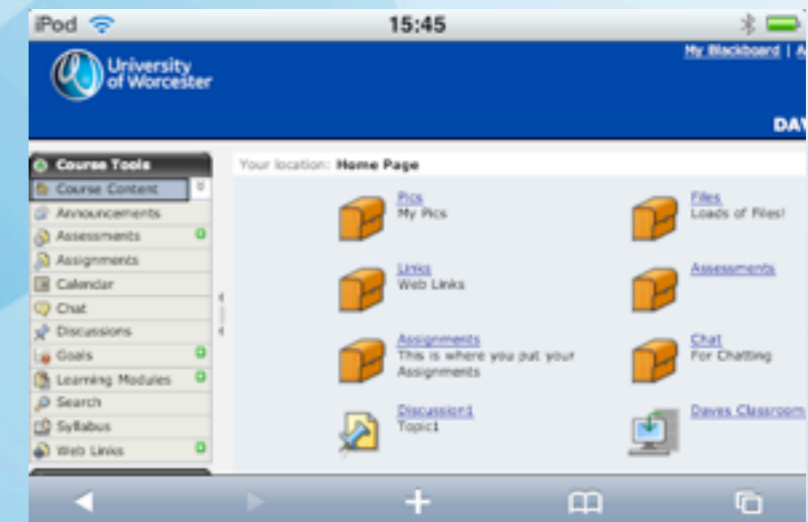 iPod 15:45
University
of Worcester
My Blackboard | A
DAV
Course Tools
Course Content
Announcements
Assessments
Assignments
Calendar
Chat
Discussions
Goals
Learning Modules
Search
Syllabus
Web Links
Your location: Home Page
Pics
My Pics
Files
Loads of Files!
Links
Web Links
Assessments
Assignments
This is where you put your
Assignments
Chat
For Chatting
Discussion1
Topic1
Daves Classroom